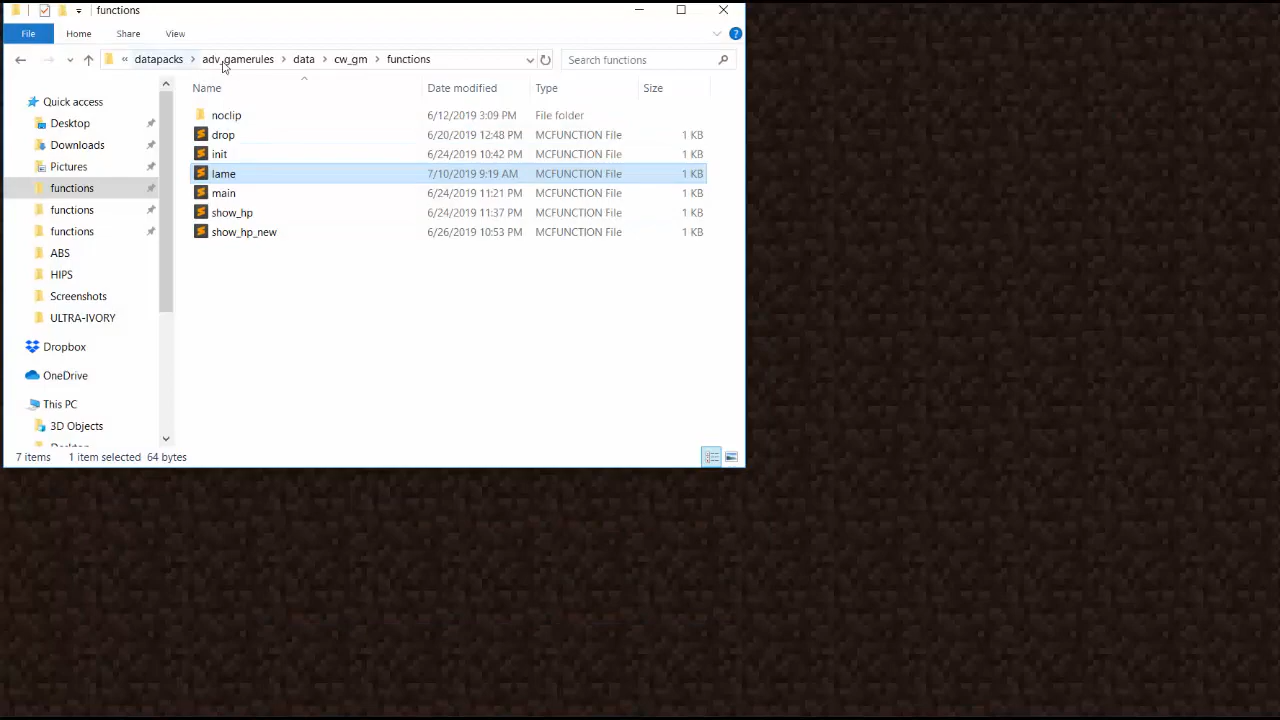 functions
File Home Share View
« datapacks > adv_gamerules > data > cw_gm > functions Search functions
Name Date modified Type Size
Quick access
Desktop
Downloads
Pictures
functions
functions
functions
ABS
HIPS
Screenshots
ULTRA-IVORY
Dropbox
OneDrive
This PC
3D Objects
Desktop
noclip 6/12/2019 3:09 PM File folder
drop 6/20/2019 12:48 PM MCFUNCTION File 1 KB
init 6/24/2019 10:42 PM MCFUNCTION File 1 KB
lame 7/10/2019 9:19 AM MCFUNCTION File 1 KB
main 6/24/2019 11:21 PM MCFUNCTION File 1 KB
show_hp 6/24/2019 11:37 PM MCFUNCTION File 1 KB
show_hp_new 6/26/2019 10:53 PM MCFUNCTION File 1 KB
7 items 1 item selected 64 bytes